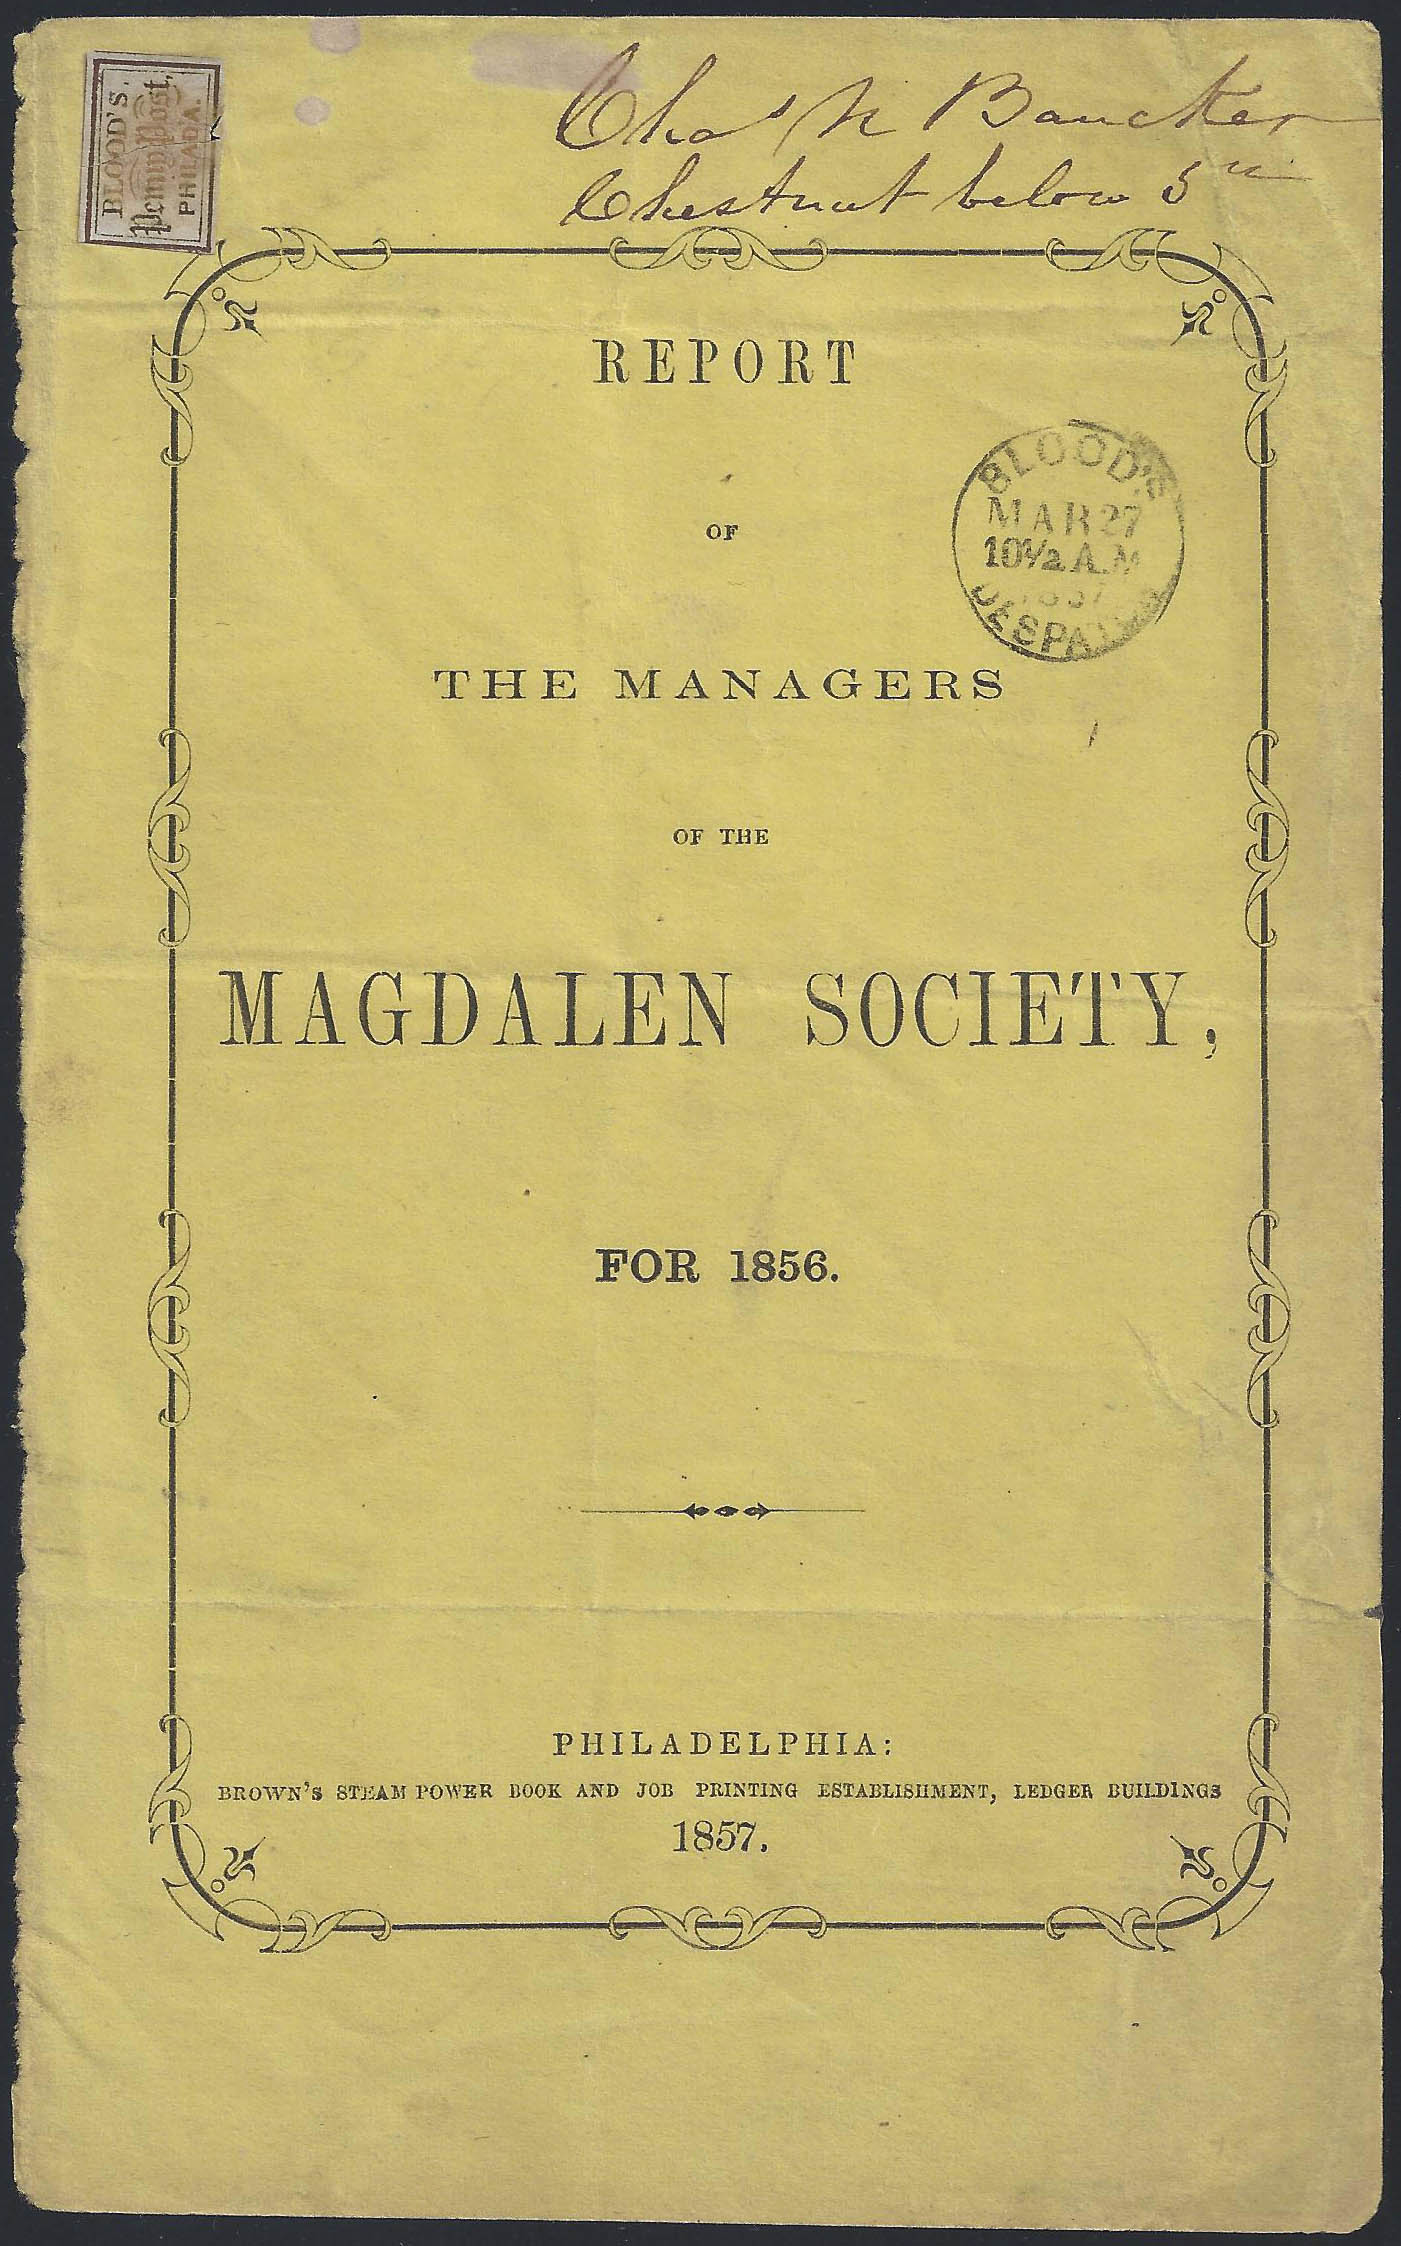 BLOOD'S
Penny Post,
PHILADA.
Chas N Bancker
Chestnut below 5th
REPORT
OF
BLOOD'S
MAR 27
10½ A.M
1857
DESPATCH
THE MANAGERS
OF THE
MAGDALEN SOCIETY,
FOR 1856.
PHILADELPHIA:
BROWN'S STEAM POWER BOOK AND JOB PRINTING ESTABLISHMENT, LEDGER BUILDINGS
1857.